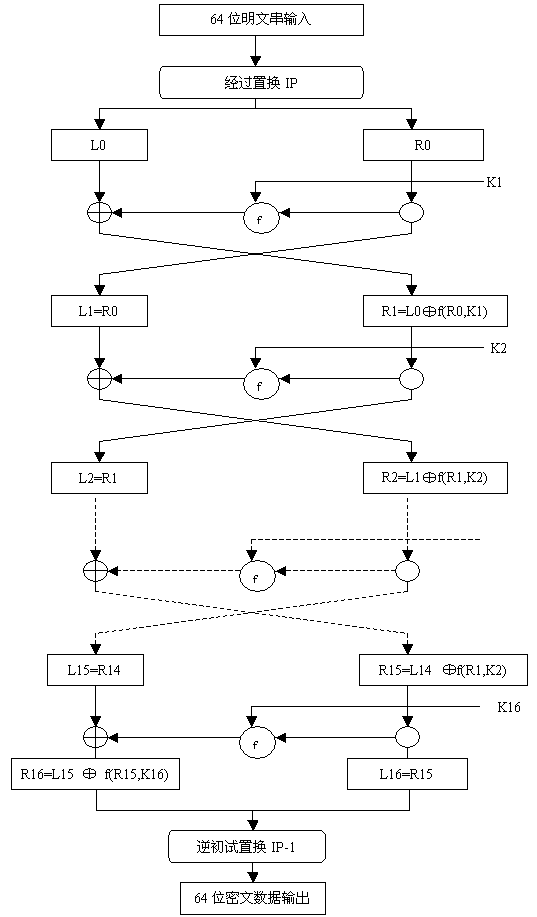 64 位明文串输入
经过置换 IP
L0
R0
K1
f
L1=R0
R1=L0⊕f(R0,K1)
K2
f
L2=R1
R2=L1⊕f(R1,K2)
f
L15=R14
R15=L14 ⊕f(R1,K2)
K16
f
R16=L15 ⊕ f(R15,K16)
L16=R15
逆初试置换 IP-1
64 位密文数据输出